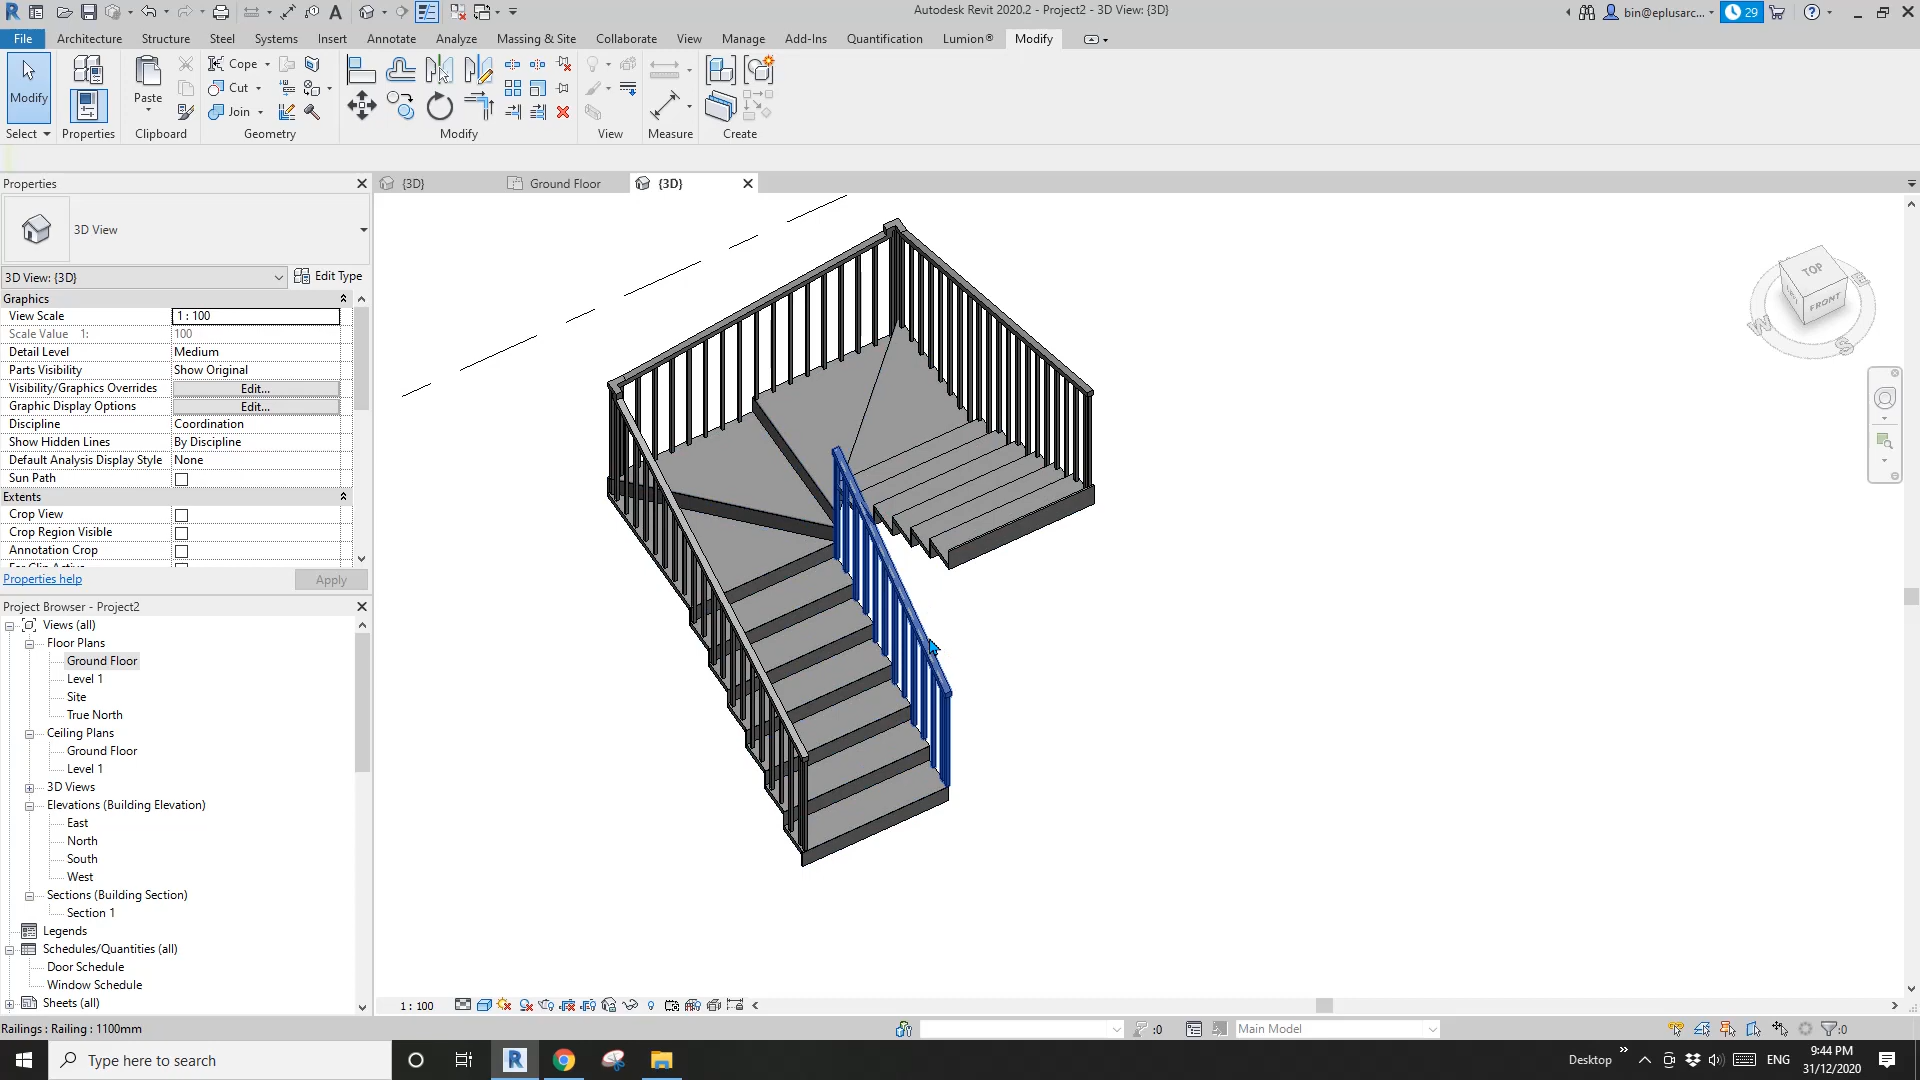 Autodesk Revit 2020.2 - Project2 - 3D View: {3D}
bin@eplusarc...
29
File
Architecture
Structure
Steel
Systems
Insert
Annotate
Analyze
Massing & Site
Collaborate
View
Manage
Add-Ins
Quantification
Lumion®
Modify
Modify
Select
Properties
Paste
Clipboard
Cope
Cut
Join
Geometry
Modify
View
Measure
Create
Properties
{3D}
Ground Floor
{3D}
3D View
3D View: {3D}
Edit Type
Graphics
View Scale 1 : 100
Scale Value 1: 100
Detail Level Medium
Parts Visibility Show Original
Visibility/Graphics Overrides Edit...
Graphic Display Options Edit...
Discipline Coordination
Show Hidden Lines By Discipline
Default Analysis Display Style None
Sun Path
Extents
Crop View
Crop Region Visible
Annotation Crop
Properties help
Apply
Project Browser - Project2
Views (all)
Floor Plans
Ground Floor
Level 1
Site
True North
Ceiling Plans
Ground Floor
Level 1
3D Views
Elevations (Building Elevation)
East
North
South
West
Sections (Building Section)
Section 1
Legends
Schedules/Quantities (all)
Door Schedule
Window Schedule
Sheets (all)
TOP
FRONT
W
S
E
1 : 100
Railings : Railing : 1100mm
:0
Main Model
:0
Type here to search
Desktop
ENG
9:44 PM
31/12/2020